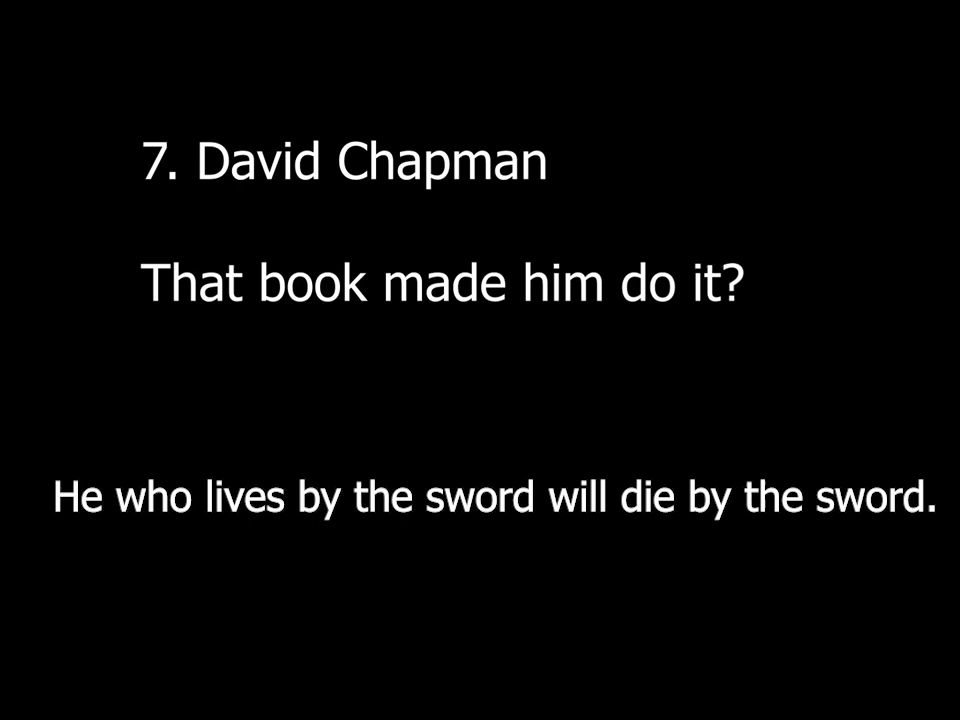 7. David Chapman
That book made him do it?
He who lives by the sword will die by the sword.